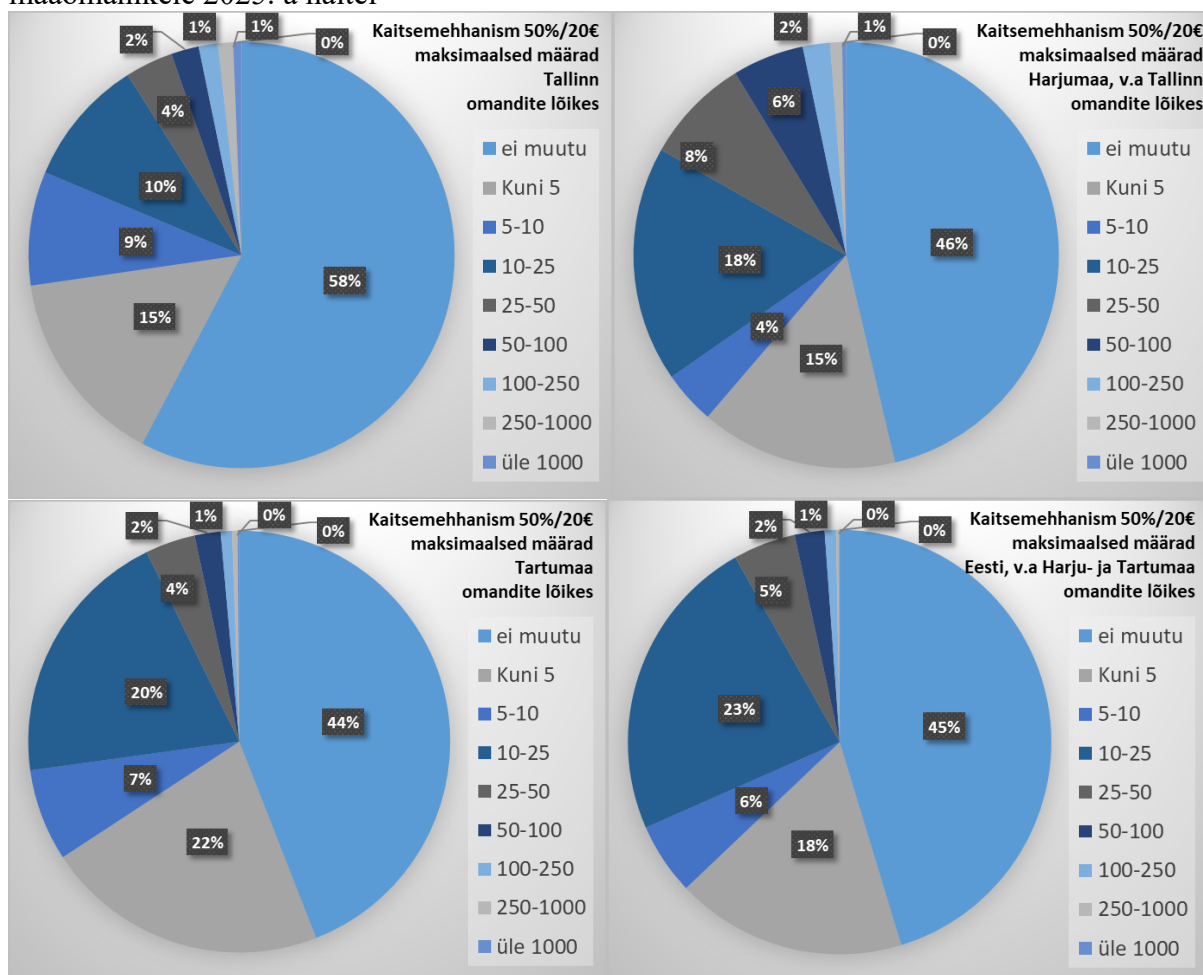 maaomanikele a näitel
Kaitsemehhanism 50%/20€
maksimaalsed määrad
Tallinn
omandite lõikes
2%
1%
1%
0%
4%
10%
9%
15%
58%
ei muutu
Kuni 5
5-10
10-25
25-50
50-100
100-250
250-1000
üle 1000
Kaitsemehhanism 50%/20€
maksimaalsed määrad
Harjumaa, v.a Tallinn
omandite lõikes
2%
1%
0%
6%
8%
18%
4%
15%
46%
ei muutu
Kuni 5
5-10
10-25
25-50
50-100
100-250
250-1000
üle 1000
Kaitsemehhanism 50%/20€
maksimaalsed määrad
Tartumaa
omandite lõikes
2%
1%
0%
0%
4%
20%
7%
22%
44%
ei muutu
Kuni 5
5-10
10-25
25-50
50-100
100-250
250-1000
üle 1000
Kaitsemehhanism 50%/20€
maksimaalsed määrad
Eesti, v.a Harju- ja Tartumaa
omandite lõikes
2%
1%
0%
0%
5%
23%
6%
18%
45%
ei muutu
Kuni 5
5-10
10-25
25-50
50-100
100-250
250-1000
üle 1000